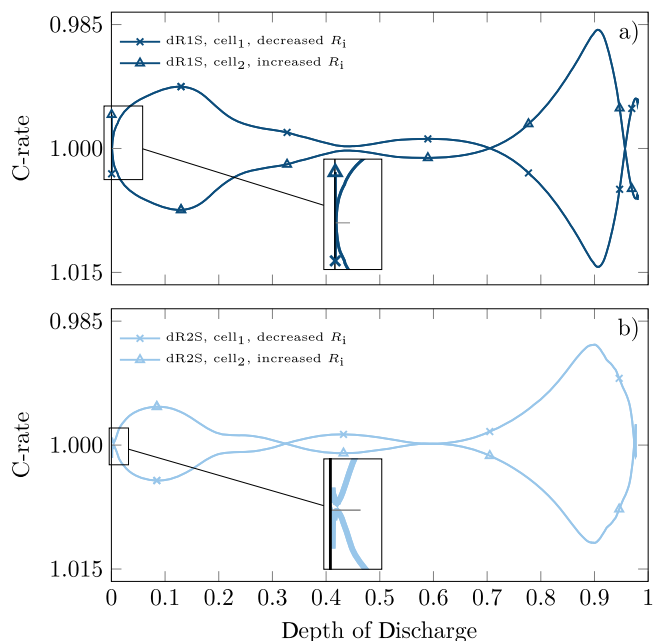 0.985
a)
dR1S, cell₁, decreased Rᵢ
dR1S, cell₂, increased Rᵢ
1.000
C-rate
1.015
0.985
b)
dR2S, cell₁, decreased Rᵢ
dR2S, cell₂, increased Rᵢ
1.000
C-rate
1.015
0 0.1 0.2 0.3 0.4 0.5 0.6 0.7 0.8 0.9 1
Depth of Discharge